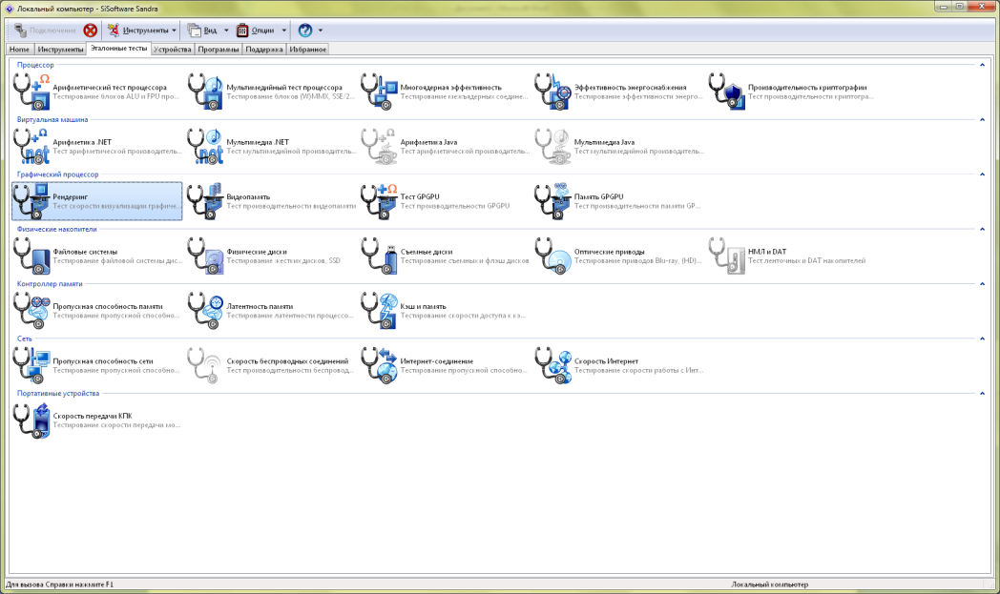 Локальный компьютер - SiSoftware Sandra
Подключение Инструменты Вид Опции
Home Инструменты Эталонные тесты Устройства Программы Поддержка Избранное
Процессор
Арифметический тест процессора
Тестирование блоков ALU и FPU про...
Мультимедийный тест процессора
Тестирование блоков (W)MMX, SSE/2...
Многоядерная эффективность
Тестирование межъядерных соедине...
Эффективность энергоснабжения
Тестирование эффективности энерго...
Производительность криптографии
Тест производительности криптогра...
Виртуальная машина
Арифметика .NET
Тест арифметической производитель...
Мультимедиа .NET
Тест мультимедийной производитель...
Арифметика Java
Тест арифметической производитель...
Мультимедиа Java
Тест мультимедийной производитель...
Графический процессор
Рендеринг
Тест скорости визуализации графиче...
Видеопамять
Тест производительности видеопамяти
Тест GPGPU
Тест производительности GPGPU
Память GPGPU
Тест производительности памяти GP...
Физические накопители
Файловые системы
Тестирование файловой системы дис...
Физические диски
Тестирование жестких дисков, SSD
Съемные диски
Тестирование съемных и флэш дисков
Оптические приводы
Тестирование приводов Blu-ray, (HD)...
НМЛ и DAT
Тест ленточных и DAT накопителей
Контроллер памяти
Пропускная способность памяти
Тестирование пропускной способно...
Латентность памяти
Тестирование латентности процессо...
Кэш и память
Тестирование скорости доступа к кэ...
Сеть
Пропускная способность сети
Тестирование пропускной способно...
Скорость беспроводных соединений
Тест производительности беспровод...
Интернет-соединение
Тестирование пропускной способно...
Скорость Интернет
Тестирование скорости работы с Инт...
Портативные устройства
Скорость передачи КПК
Тестирование скорости передачи мо...
Для вызова Справки нажмите F1
Локальный компьютер